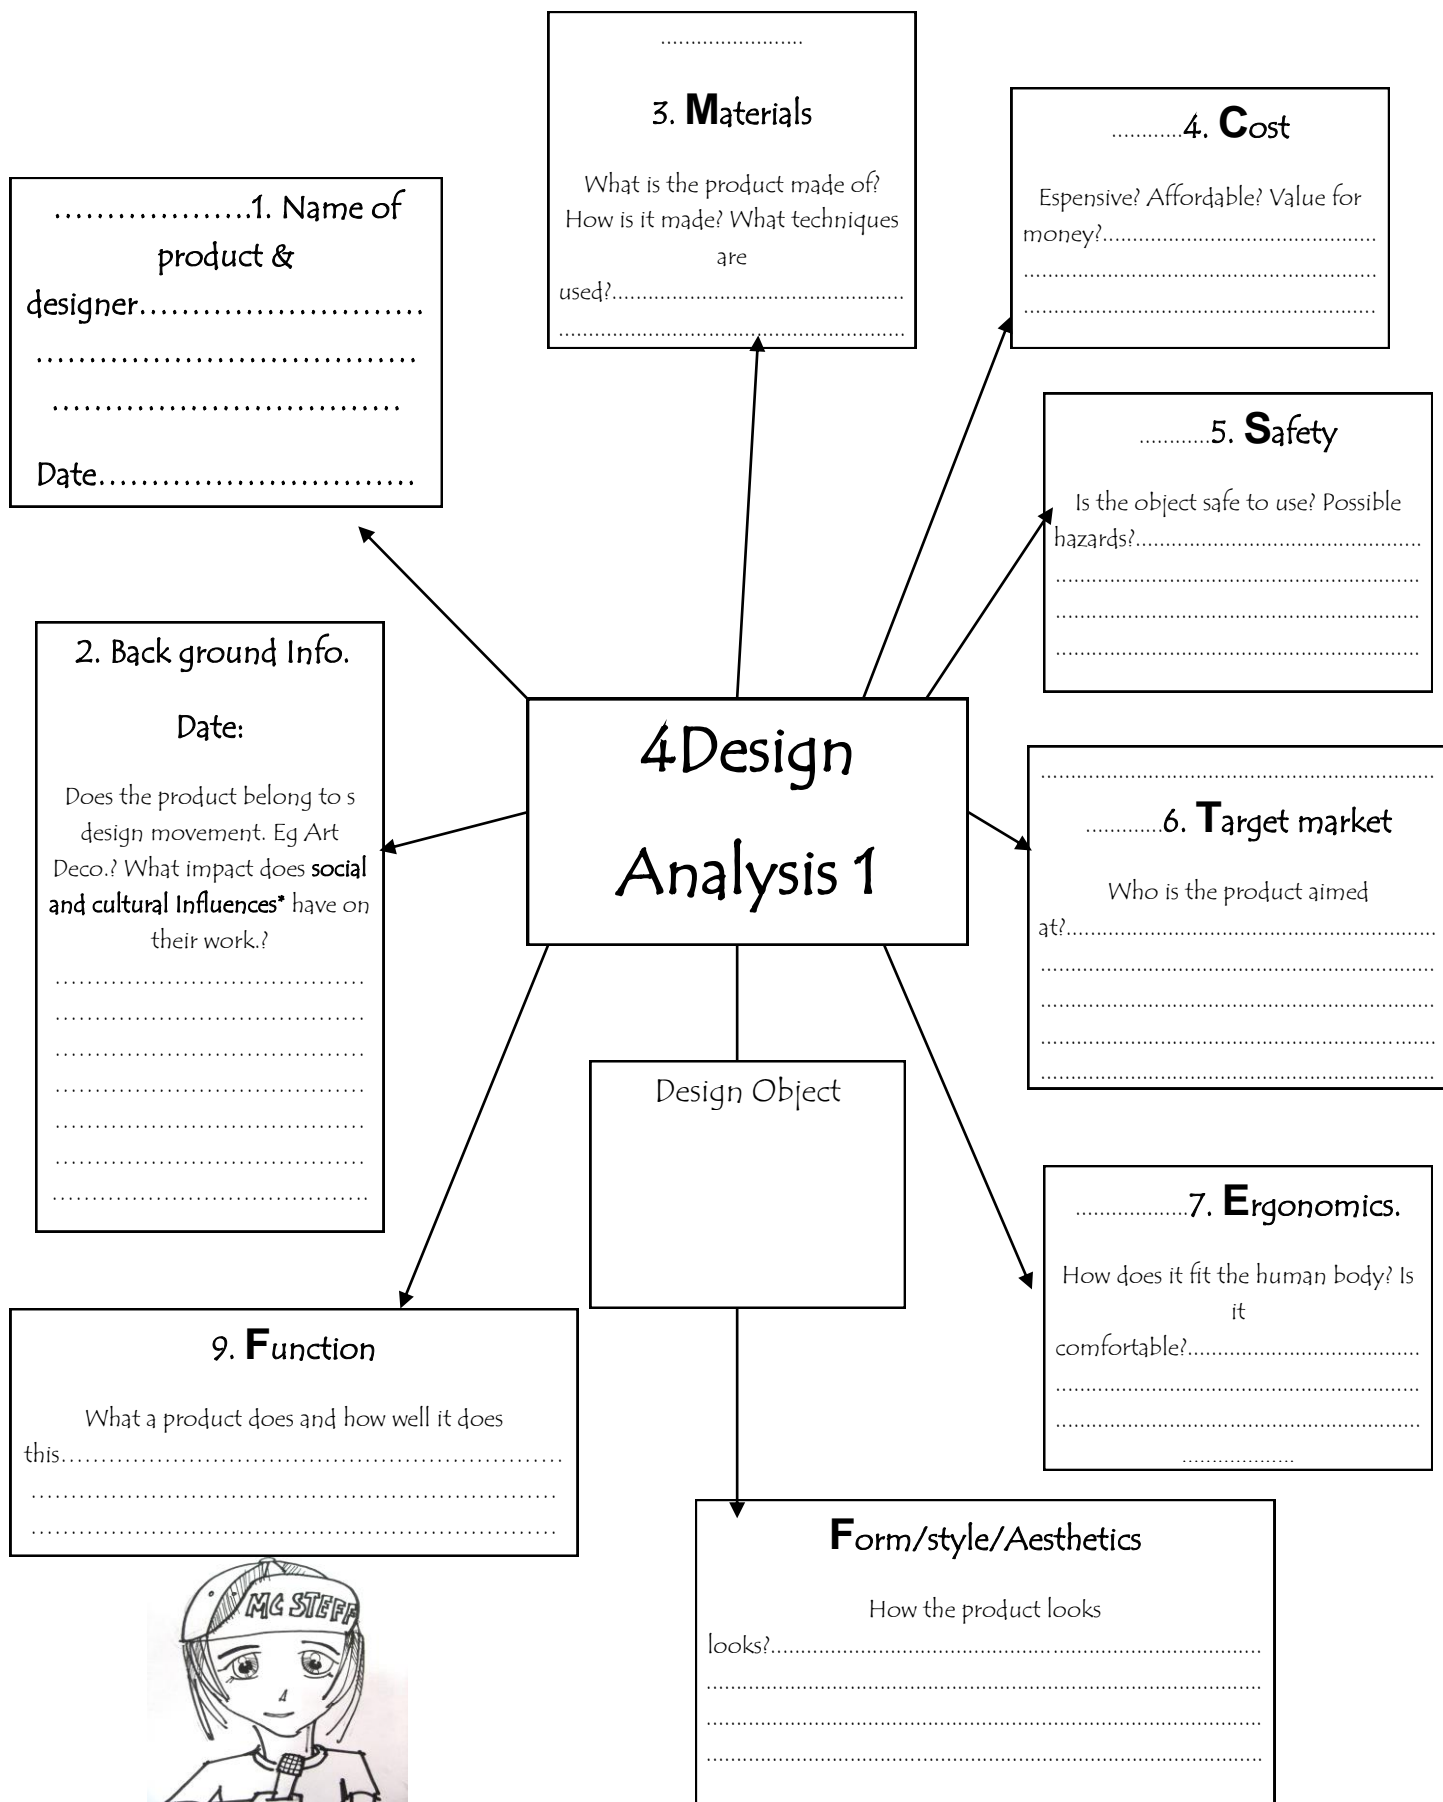 ....................1. Name of
product &
designer...........................
....................................
.................................
Date..............................
2. Back ground Info.
Date:
Does the product belong to s
design movement. Eg Art
Deco.? What impact does social
and cultural Influences* have on
their work.?
.......................................
.......................................
.......................................
.......................................
.......................................
.......................................
........................................
........................
3. Materials
What is the product made of?
How is it made? What techniques
are
used?................................................
.........................................................
............4. Cost
Espensive? Affordable? Value for
money?.............................................
..........................................................
..........................................................
............5. Safety
Is the object safe to use? Possible
hazards?...............................................
............................................................
............................................................
............................................................
.................................................................
.............6. Target market
Who is the product aimed
at?.............................................................
.................................................................
.................................................................
.................................................................
.................................................................
4Design
Analysis 1
Design Object
...................7. Ergonomics.
How does it fit the human body? Is
it
comfortable?......................................
............................................................
............................................................
...................
9. Function
What a product does and how well it does
this...............................................................
..................................................................
..................................................................
MC STEFF
Form/style/Aesthetics
How the product looks
looks?.................................................................................
............................................................................................
............................................................................................
............................................................................................